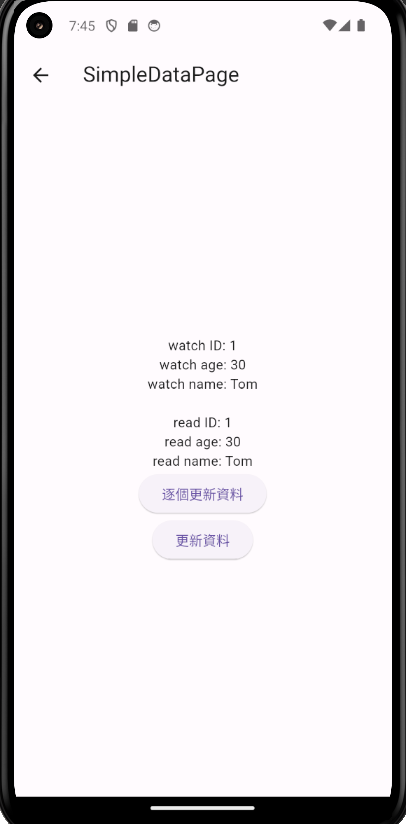 7:45
SimpleDataPage
watch ID: 1
watch age: 30
watch name: Tom
read ID: 1
read age: 30
read name: Tom
逐個更新資料
更新資料